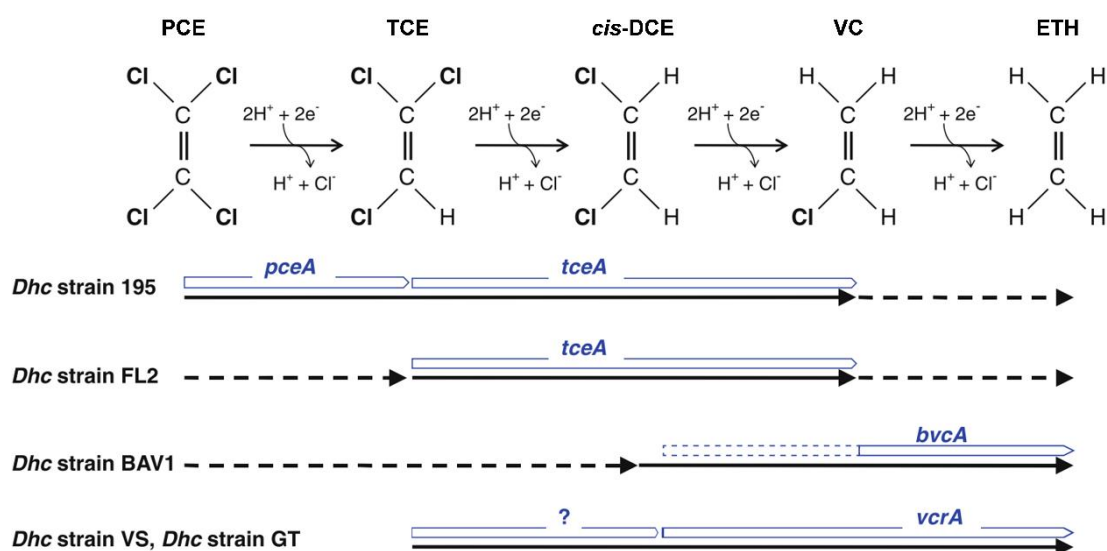 PCE TCE cis-DCE VC ETH
Cl Cl Cl Cl Cl H H H H H
C C C C C
2H⁺ + 2e⁻ 2H⁺ + 2e⁻ 2H⁺ + 2e⁻ 2H⁺ + 2e⁻
H⁺ + Cl⁻ H⁺ + Cl⁻ H⁺ + Cl⁻ H⁺ + Cl⁻
C C C C C
Cl Cl Cl H Cl H Cl H H H
pceA tceA
Dhc strain 195
tceA
Dhc strain FL2
bvcA
Dhc strain BAV1
? vcrA
Dhc strain VS, Dhc strain GT